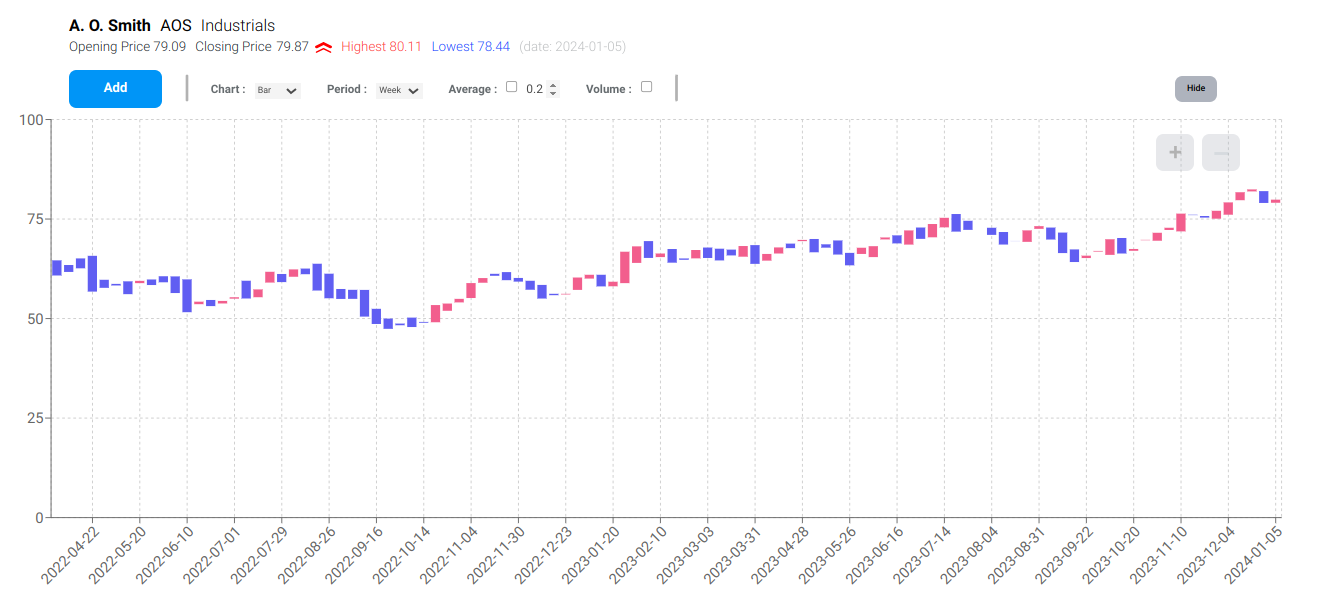 A. O. Smith AOS Industrials
Opening Price 79.09 Closing Price 79.87 Highest 80.11 Lowest 78.44 (date: 2024-01-05)
Add Chart : Bar Period : Week Average : 0.2 Volume : Hide
+ −
100
75
50
25
0
2022-04-22 2022-05-20 2022-06-10 2022-07-01 2022-07-29 2022-08-26 2022-09-16 2022-10-14 2022-11-04 2022-11-30 2022-12-23 2023-01-20 2023-02-10 2023-03-03 2023-03-31 2023-04-28 2023-05-26 2023-06-16 2023-07-14 2023-08-04 2023-08-31 2023-09-22 2023-10-20 2023-11-10 2023-12-04 2024-01-05